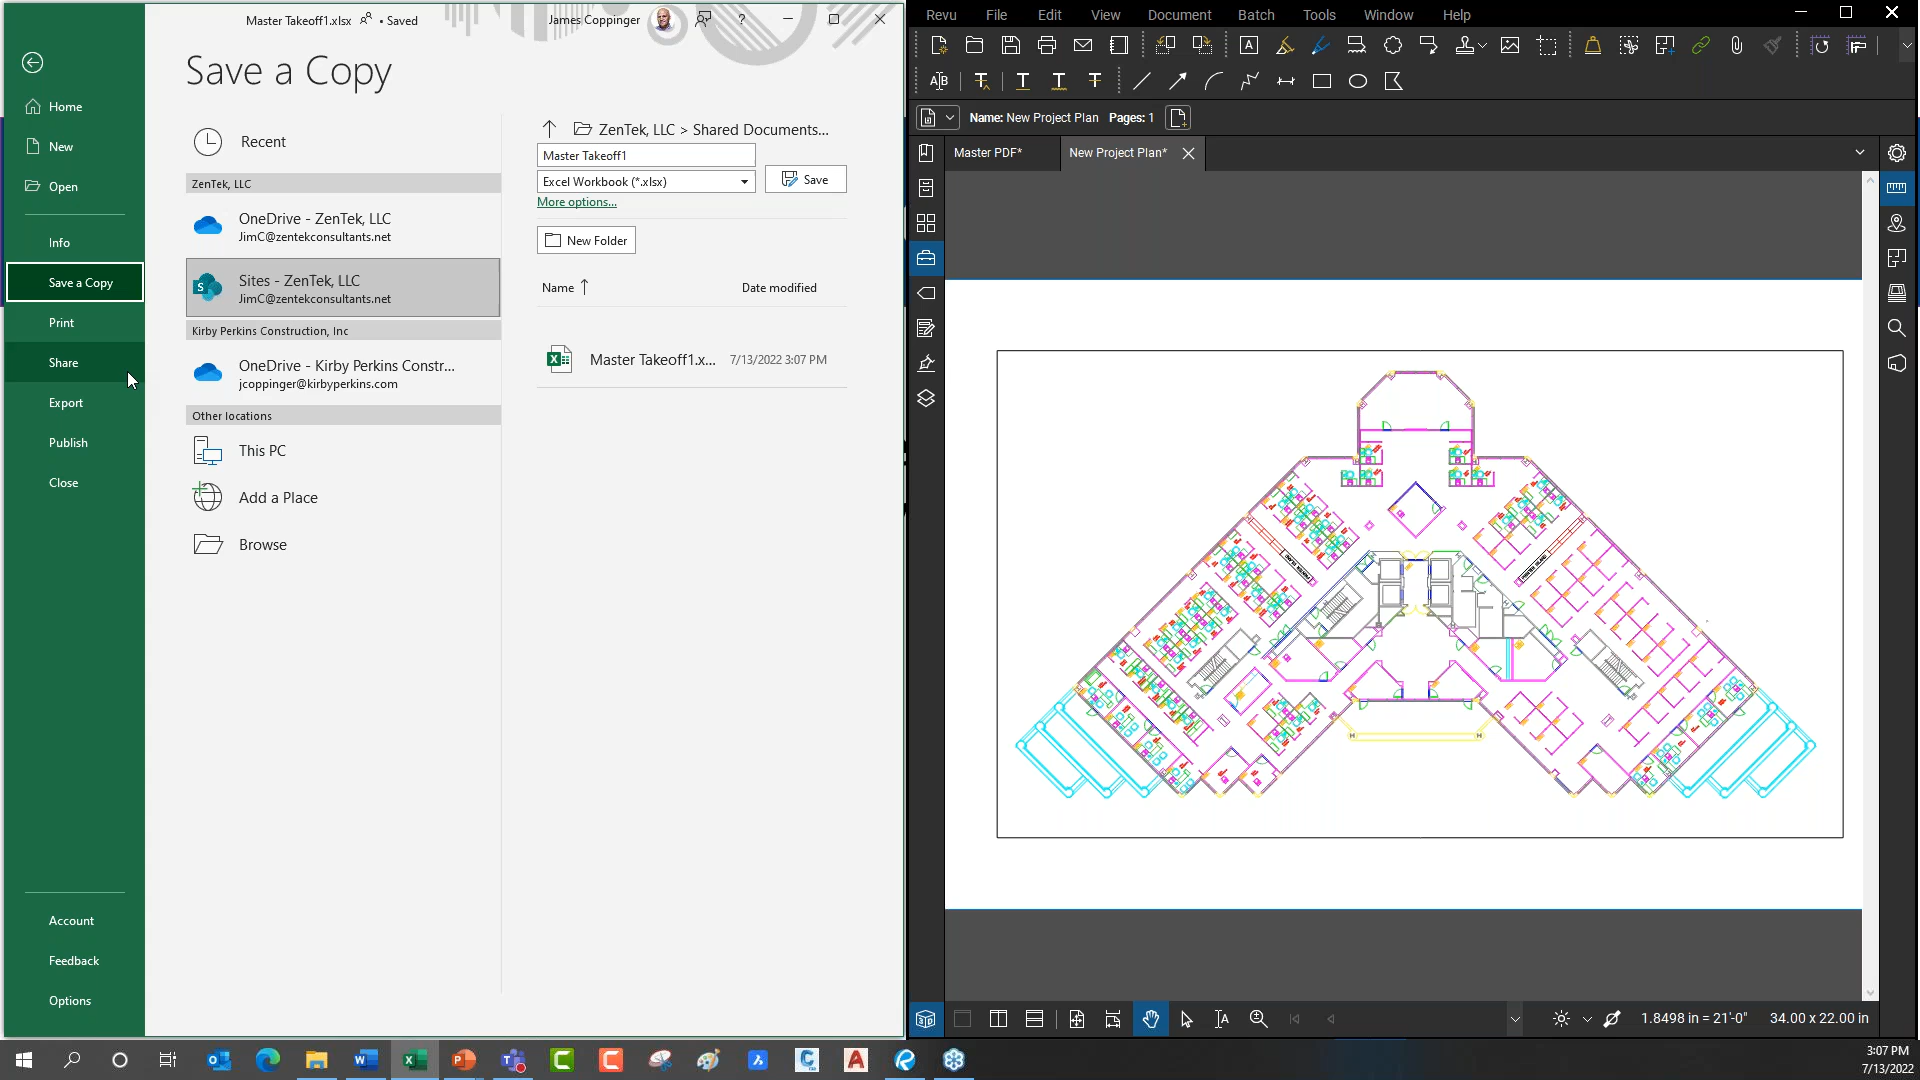 Master Takeoff1.xlsx • Saved
James Coppinger
?
Save a Copy
Home
New
Open
Info
Save a Copy
Print
Share
Export
Publish
Close
Account
Feedback
Options
Recent
ZenTek, LLC
OneDrive - ZenTek, LLC
JimC@zentekconsultants.net
Sites - ZenTek, LLC
JimC@zentekconsultants.net
Kirby Perkins Construction, Inc
OneDrive - Kirby Perkins Constr...
jcoppinger@kirbyperkins.com
Other locations
This PC
Add a Place
Browse
ZenTek, LLC > Shared Documents...
Master Takeoff1
Excel Workbook (*.xlsx)
Save
More options...
New Folder
Name
Date modified
Master Takeoff1.x...
7/13/2022 3:07 PM
Revu File Edit View Document Batch Tools Window Help
Name: New Project Plan Pages: 1
Master PDF*
New Project Plan*
PRINTER ISLAND
PRINTER ISLAND
1.8498 in = 21'-0"
34.00 x 22.00 in
3:07 PM
7/13/2022